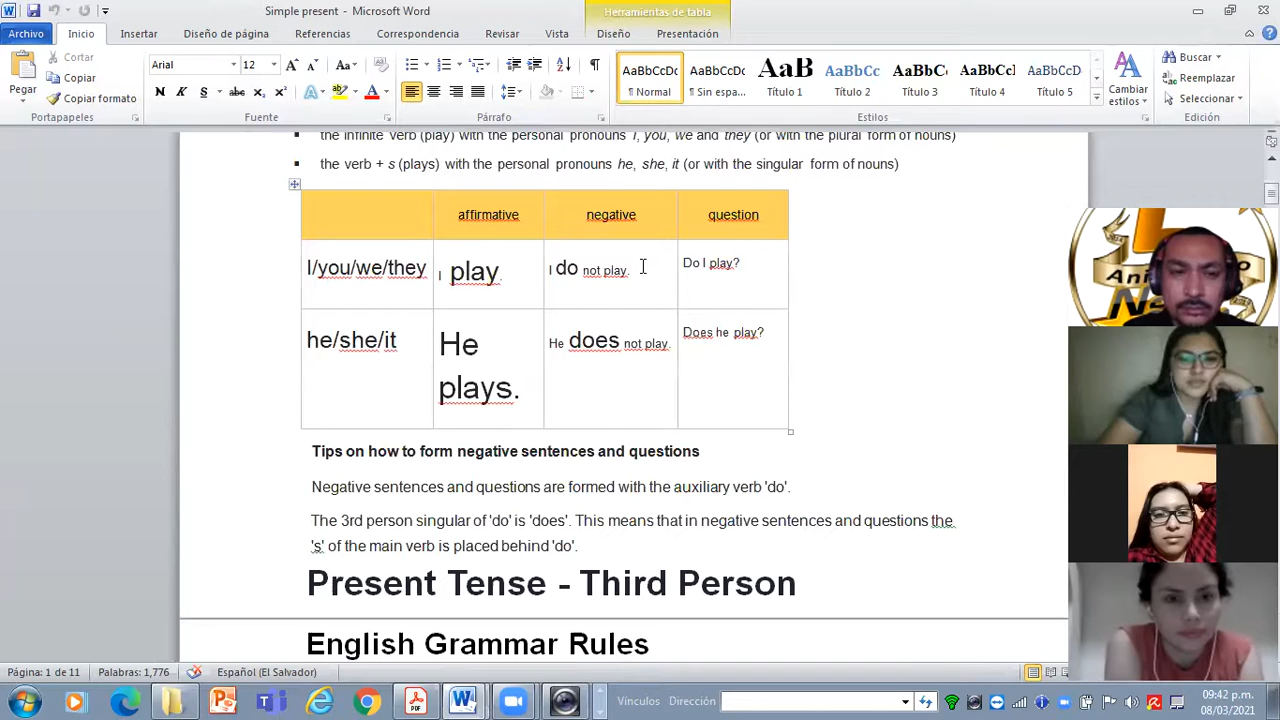 Simple present - Microsoft Word
Herramientas de tabla
Archivo Inicio Insertar Diseño de página Referencias Correspondencia Revisar Vista Diseño Presentación
Pegar
Cortar
Copiar
Copiar formato
Portapapeles
Arial 12
Fuente
Párrafo
AaBbCcDc AaBbCcDc AaB AaBbCc AaBbC AaBbC AaBbCcD
¶ Normal ¶ Sin espa... Título 1 Título 2 Título 3 Título 4 Título 5
Cambiar estilos
Estilos
Buscar
Reemplazar
Seleccionar
Edición
the infinite verb (play) with the personal pronouns I, you, we and they (or with the plural form of nouns)
the verb + s (plays) with the personal pronouns he, she, it (or with the singular form of nouns)
affirmative negative question
I/you/we/they I play. I do not play. Do I play?
he/she/it He plays. He does not play. Does he play?
Tips on how to form negative sentences and questions
Negative sentences and questions are formed with the auxiliary verb 'do'.
The 3rd person singular of 'do' is 'does'. This means that in negative sentences and questions the
's' of the main verb is placed behind 'do'.
Present Tense - Third Person
English Grammar Rules
Página: 1 de 11 Palabras: 1,776 Español (El Salvador)
Vínculos Dirección
09:42 p.m.
08/03/2021